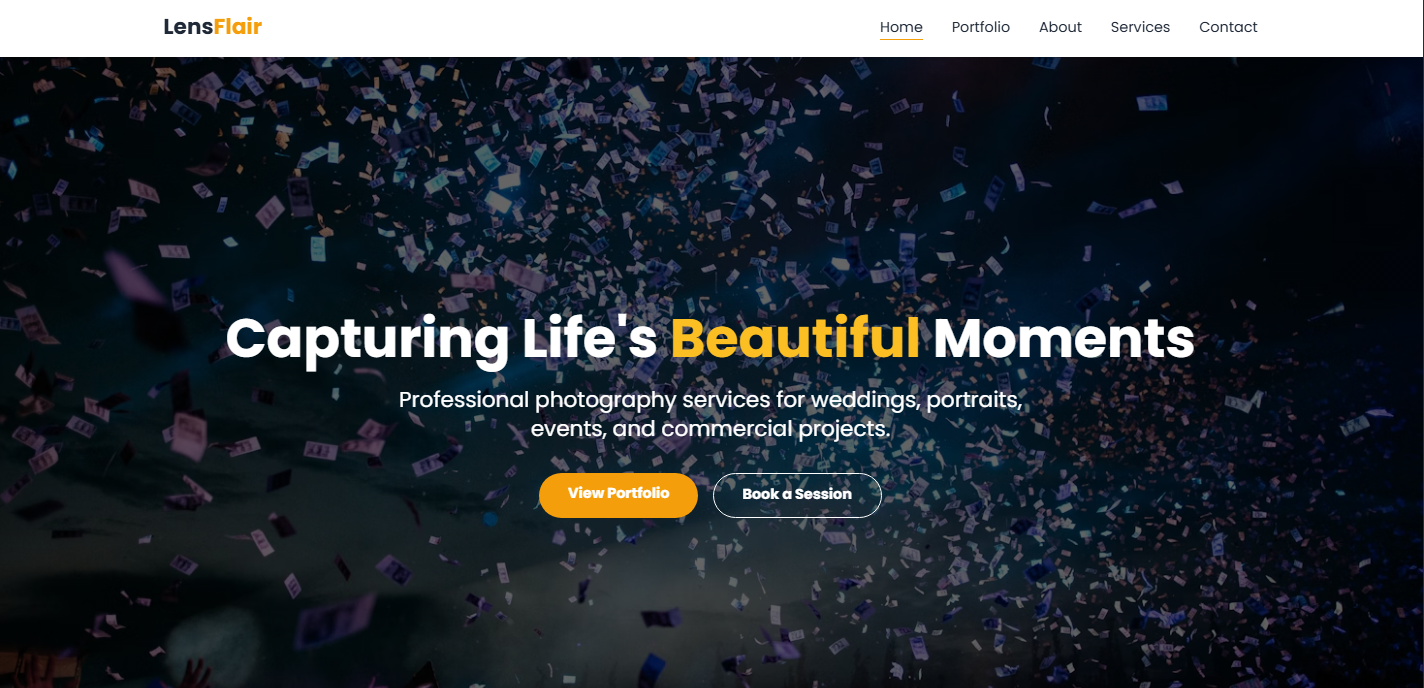 LensFlair
Home Portfolio About Services Contact
Capturing Life's Beautiful Moments
Professional photography services for weddings, portraits,
events, and commercial projects.
View Portfolio Book a Session